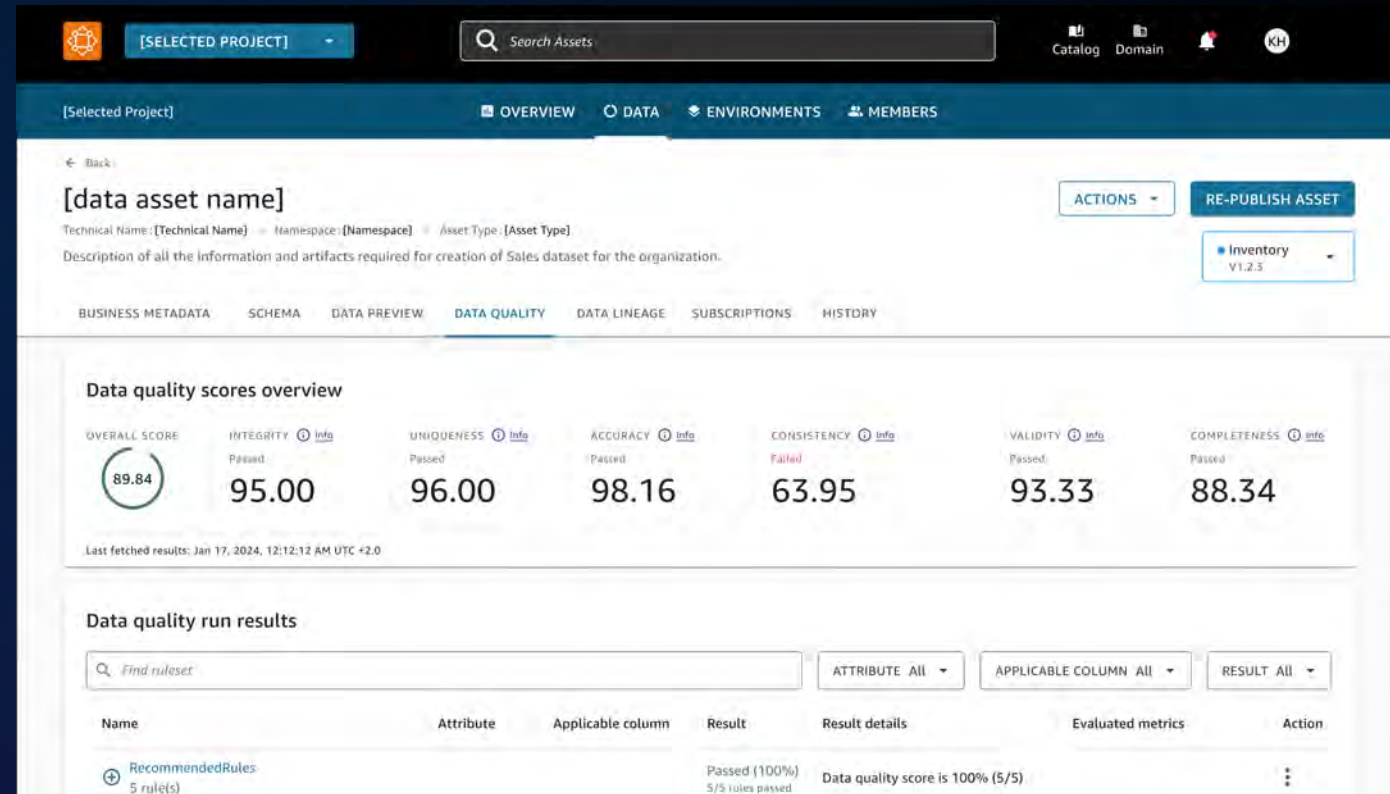 [SELECTED PROJECT]
Search Assets
Catalog Domain
KH
[Selected Project]
OVERVIEW DATA ENVIRONMENTS MEMBERS
Back
[data asset name]
ACTIONS
RE-PUBLISH ASSET
Technical Name : [Technical Name] Namespace : [Namespace] Asset Type : [Asset Type]
Description of all the information and artifacts required for creation of Sales dataset for the organization.
Inventory
V1.2.3
BUSINESS METADATA SCHEMA DATA PREVIEW DATA QUALITY DATA LINEAGE SUBSCRIPTIONS HISTORY
Data quality scores overview
OVERALL SCORE INTEGRITY Info UNIQUENESS Info ACCURACY Info CONSISTENCY Info VALIDITY Info COMPLETENESS Info
Passed Passed Passed Failed Passed Passed
89.84 95.00 96.00 98.16 63.95 93.33 88.34
Last fetched results: Jan 17, 2024, 12:12:12 AM UTC +2.0
Data quality run results
Find ruleset
ATTRIBUTE All
APPLICABLE COLUMN All
RESULT All
Name Attribute Applicable column Result Result details Evaluated metrics Action
RecommendedRules Passed (100%) Data quality score is 100% (5/5)
5 rule(s) 5/5 rules passed